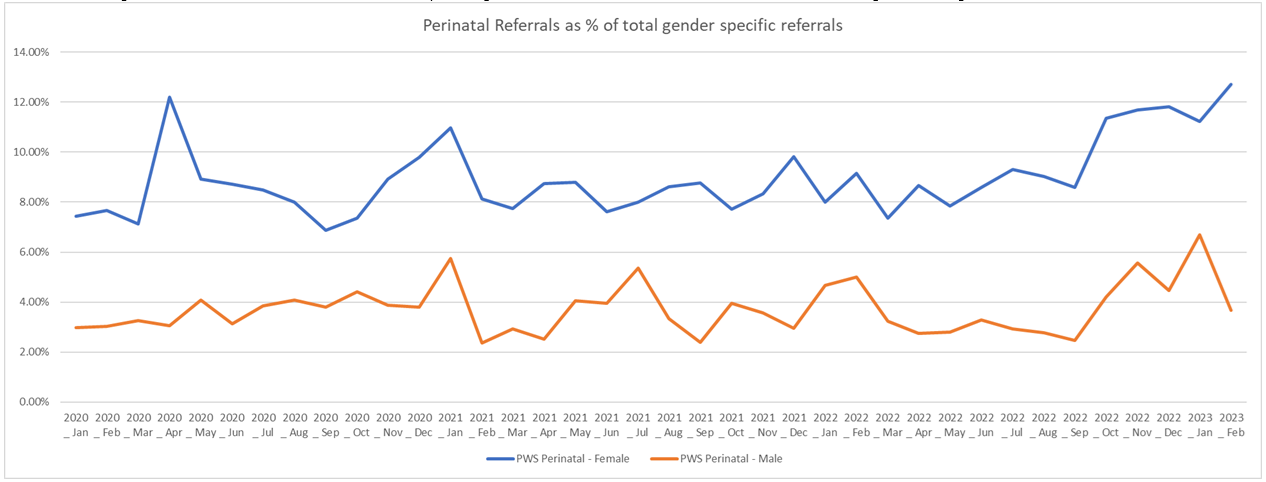 Perinatal Referrals as % of total gender specific referrals
14.00%
12.00%
10.00%
8.00%
6.00%
4.00%
2.00%
0.00%
2020 2020 2020 2020 2020 2020 2020 2020 2020 2020 2020 2020 2021 2021 2021 2021 2021 2021 2021 2021 2021 2021 2021 2021 2022 2022 2022 2022 2022 2022 2022 2022 2022 2022 2022 2022 2023 2023
_ Jan _ Feb _ Mar _ Apr _ May _ Jun _ Jul _ Aug _ Sep _ Oct _ Nov _ Dec _ Jan _ Feb _ Mar _ Apr _ May _ Jun _ Jul _ Aug _ Sep _ Oct _ Nov _ Dec _ Jan _ Feb _ Mar _ Apr _ May _ Jun _ Jul _ Aug _ Sep _ Oct _ Nov _ Dec _ Jan _ Feb
PWS Perinatal - Female PWS Perinatal - Male